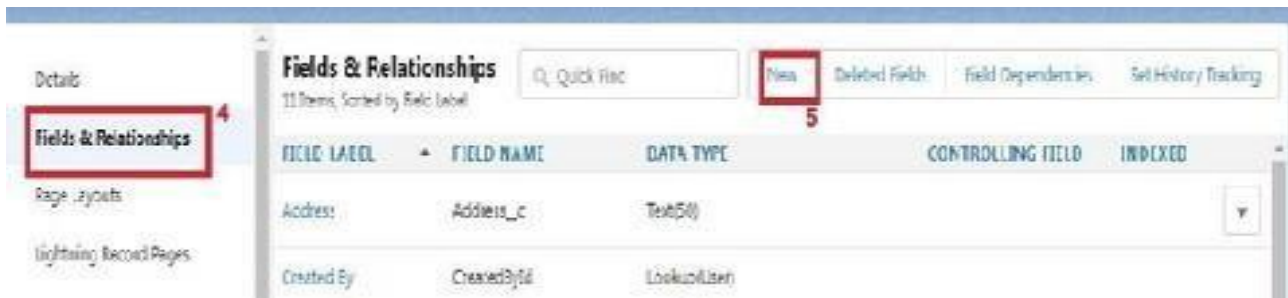 Details
4
Fields & Relationships
Page Layouts
Lightning Record Pages
Fields & Relationships
11 Items, Sorted by Field Label
Quick Find
New
5
Deleted Fields
Field Dependencies
Set History Tracking
FIELD LABEL
FIELD NAME
DATA TYPE
CONTROLLING FIELD
INDEXED
Address
Address_c
Text(50)
Created By
CreatedById
Lookup(User)